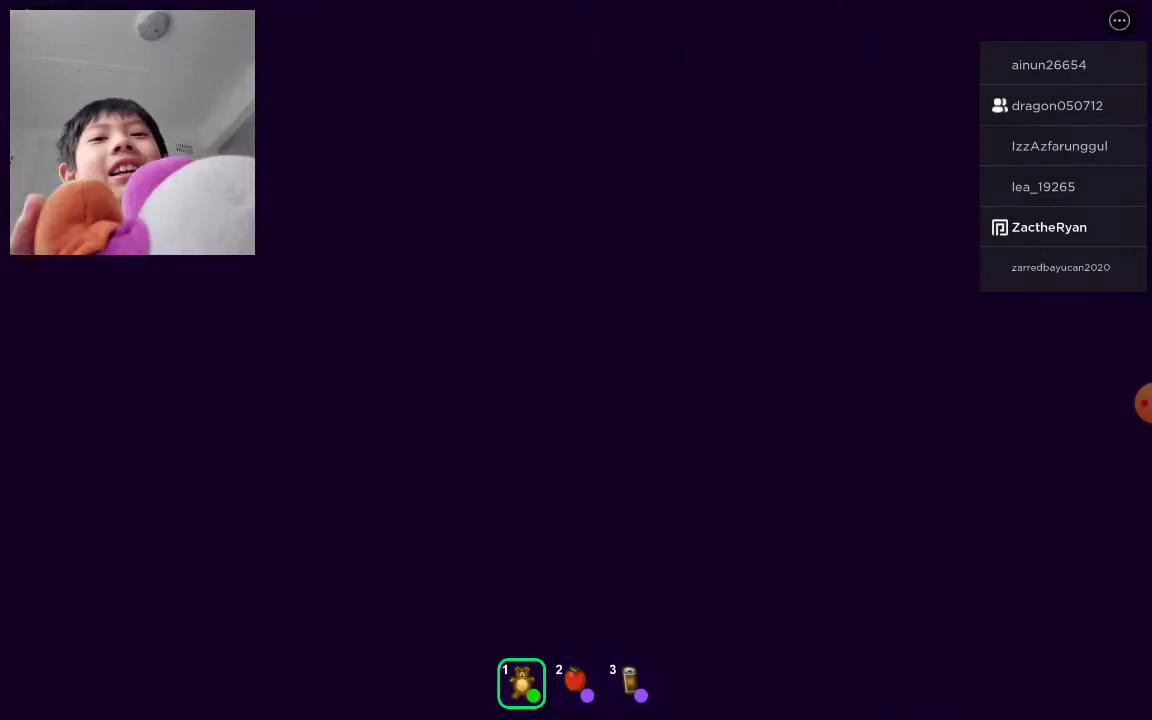 ainun26654
dragon050712
IzzAzfarunggul
lea_19265
ZactheRyan
zarredbayucan2020
1 2 3